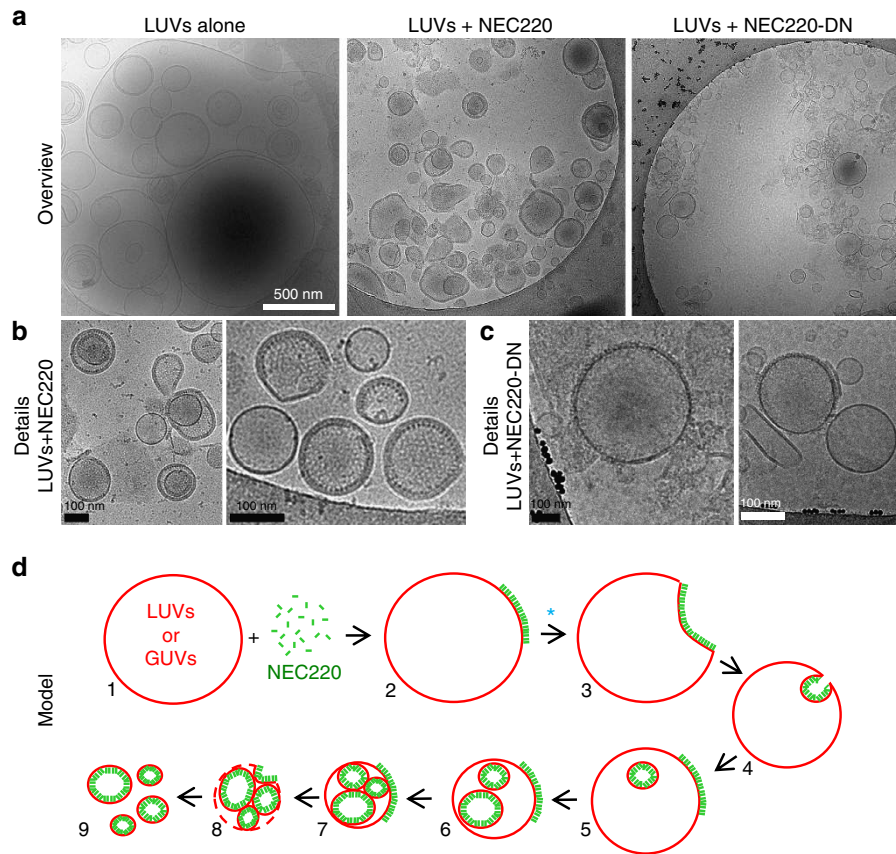 a
LUVs alone
LUVs + NEC220
LUVs + NEC220-DN
Overview
500 nm
b
c
Details
LUVs+NEC220
100 nm
100 nm
Details
LUVs+NEC220-DN
100 nm
100 nm
d
Model
LUVs
or
GUVs
+
NEC220
*
1
2
3
4
9
8
7
6
5